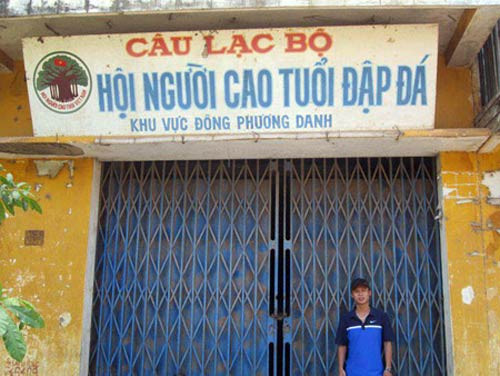 CÂU LẠC BỘ
HỘI NGƯỜI CAO TUỔI ĐẬP ĐÁ
KHU VỰC ĐÔNG PHƯƠNG DANH